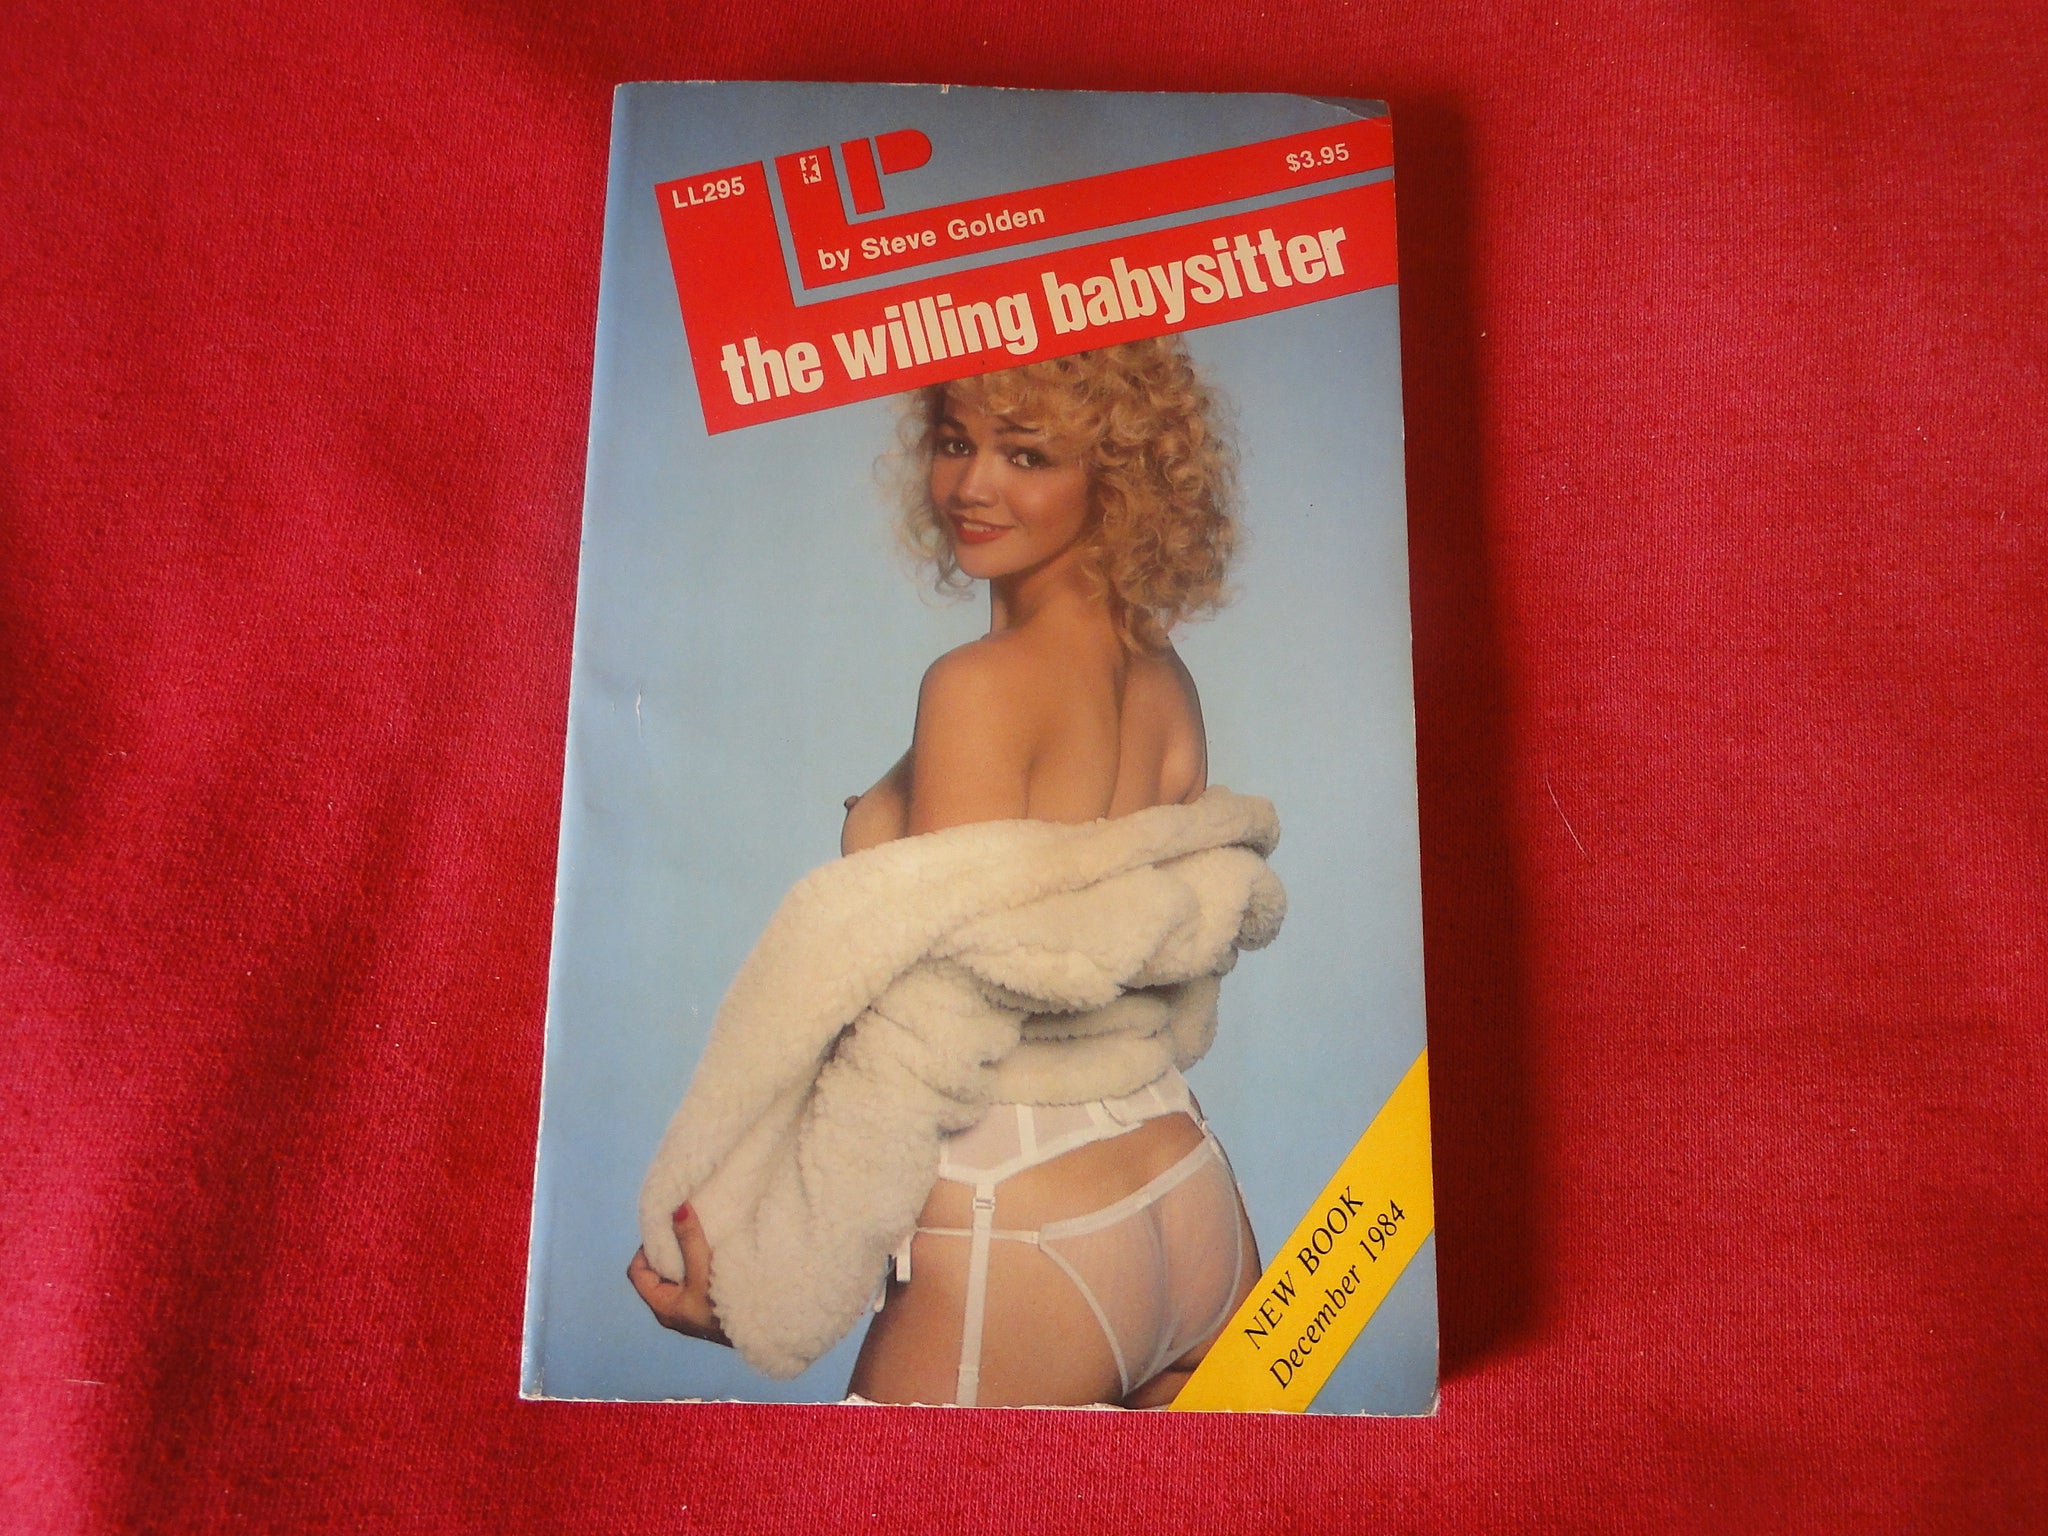 LL295
LP
by Steve Golden
$3.95
the willing babysitter
NEW BOOK
December 1984